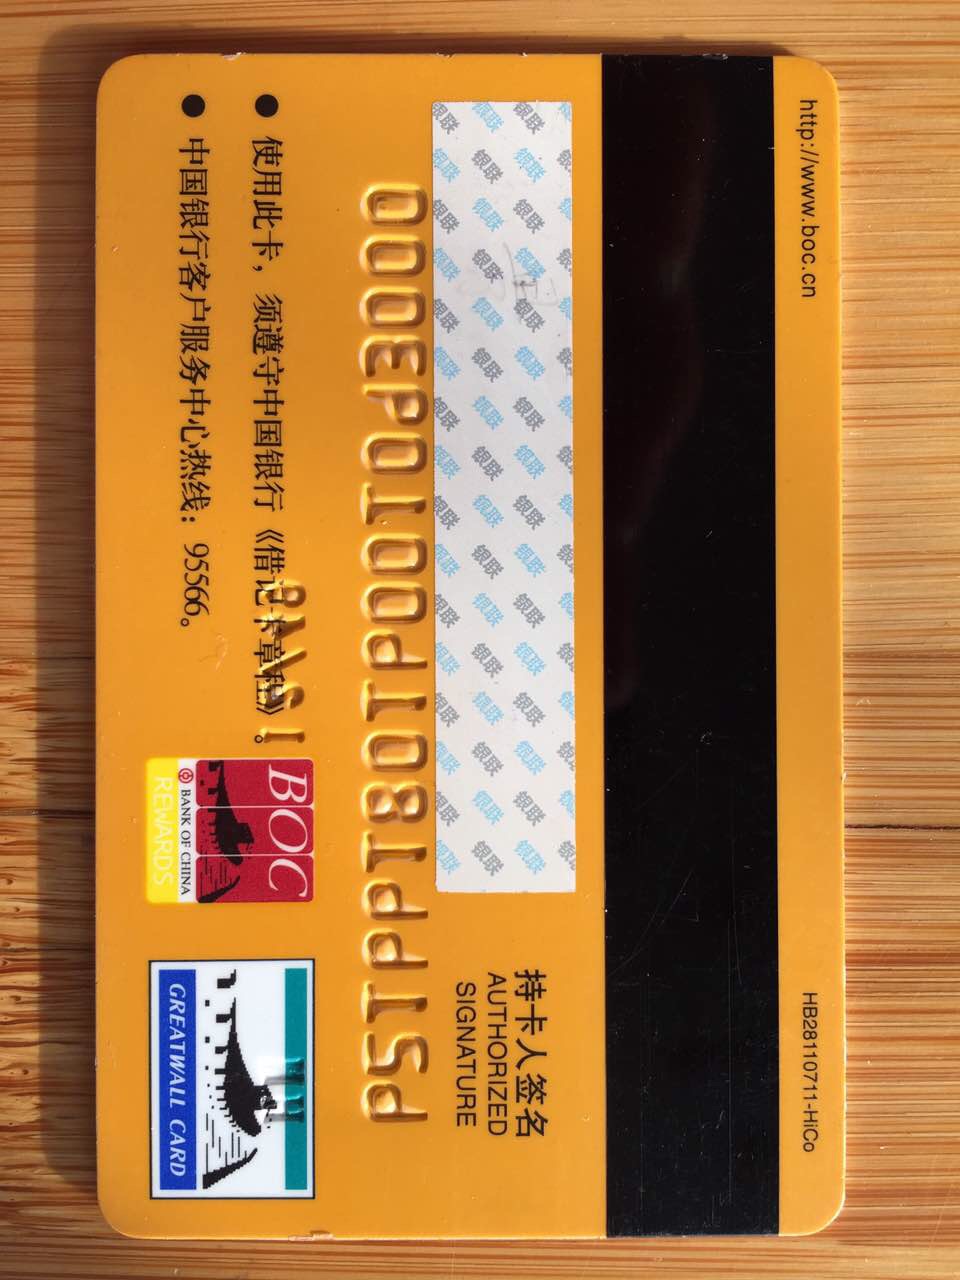 http://www.boc.cn HB28110711-HiCo
银联
持卡人签名
AUTHORIZED
SIGNATURE
● 使用此卡，须遵守中国银行《借记卡章程》。
● 中国银行客户服务中心热线：95566。
BOC
BANK OF CHINA
REWARDS
GREATWALL CARD